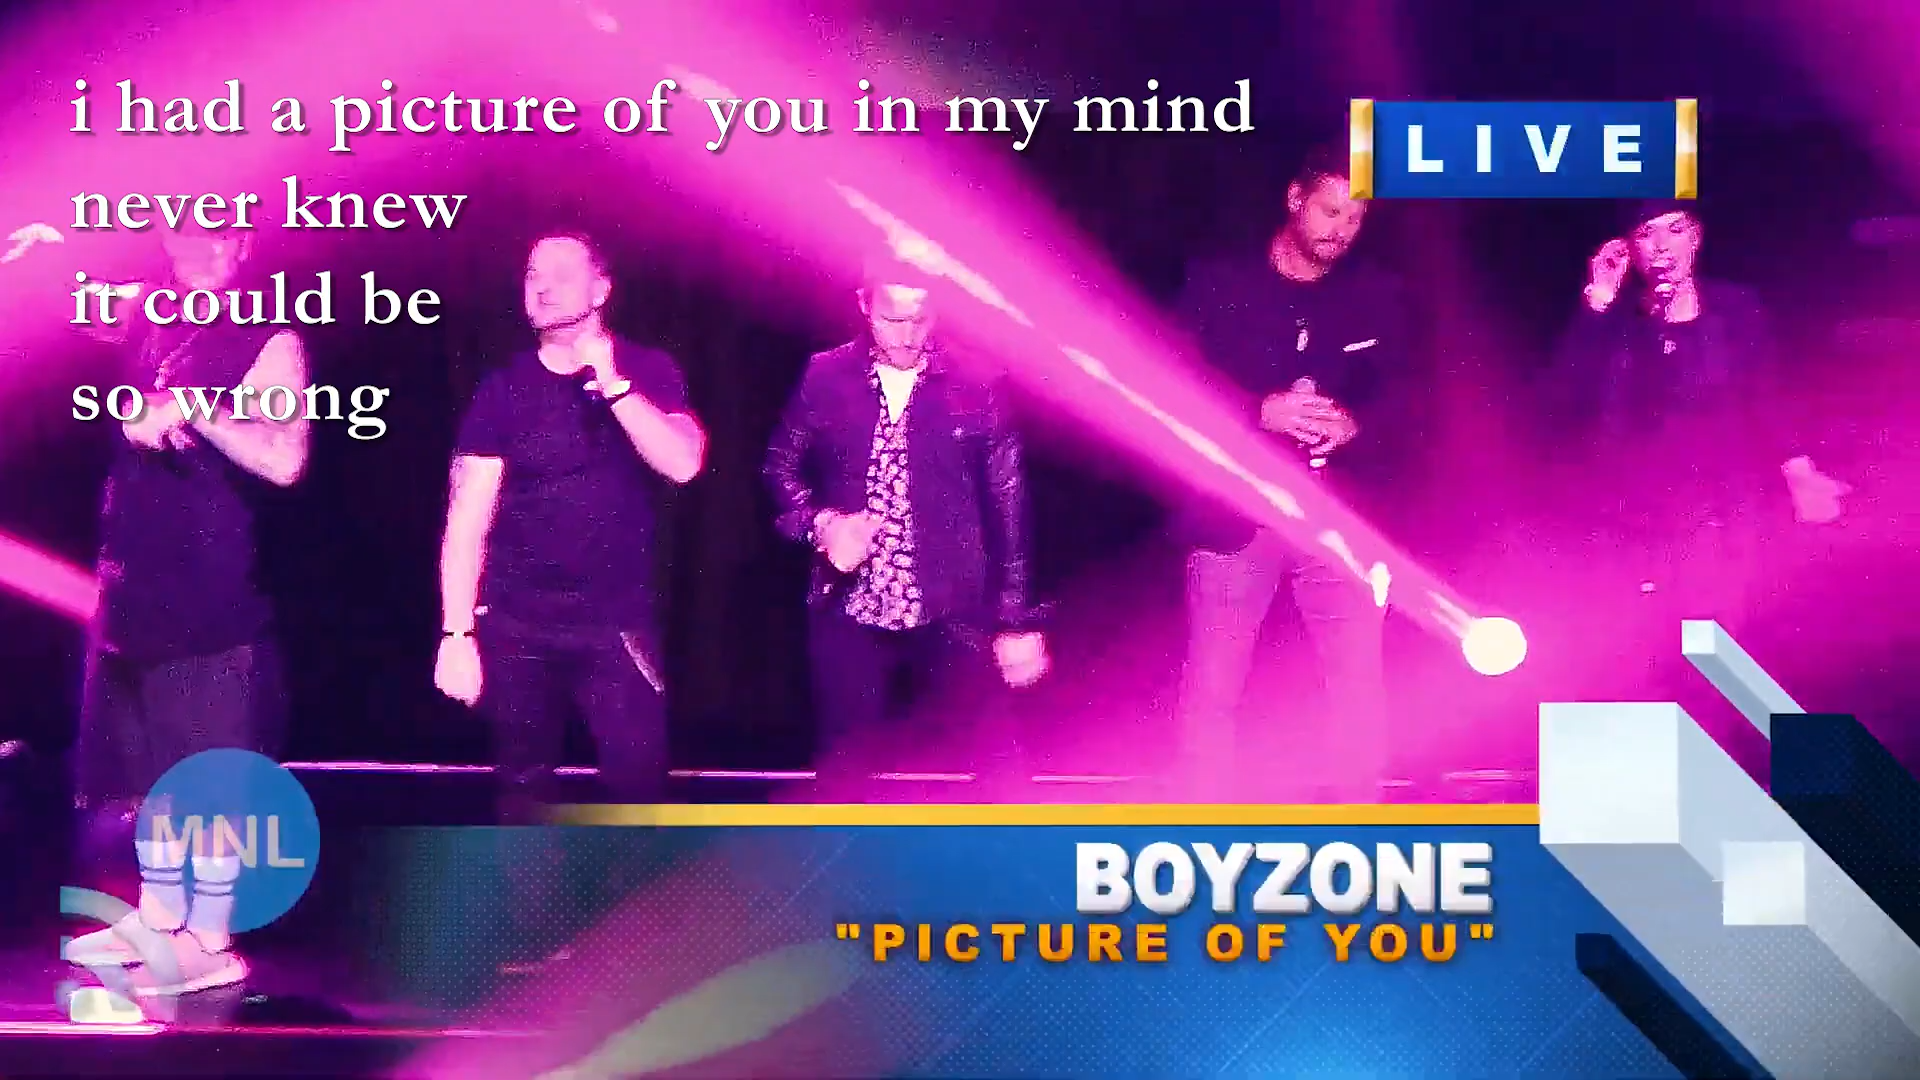 i had a picture of you in my mind
never knew
it could be
so wrong
LIVE
MNL
BOYZONE
"PICTURE OF YOU"